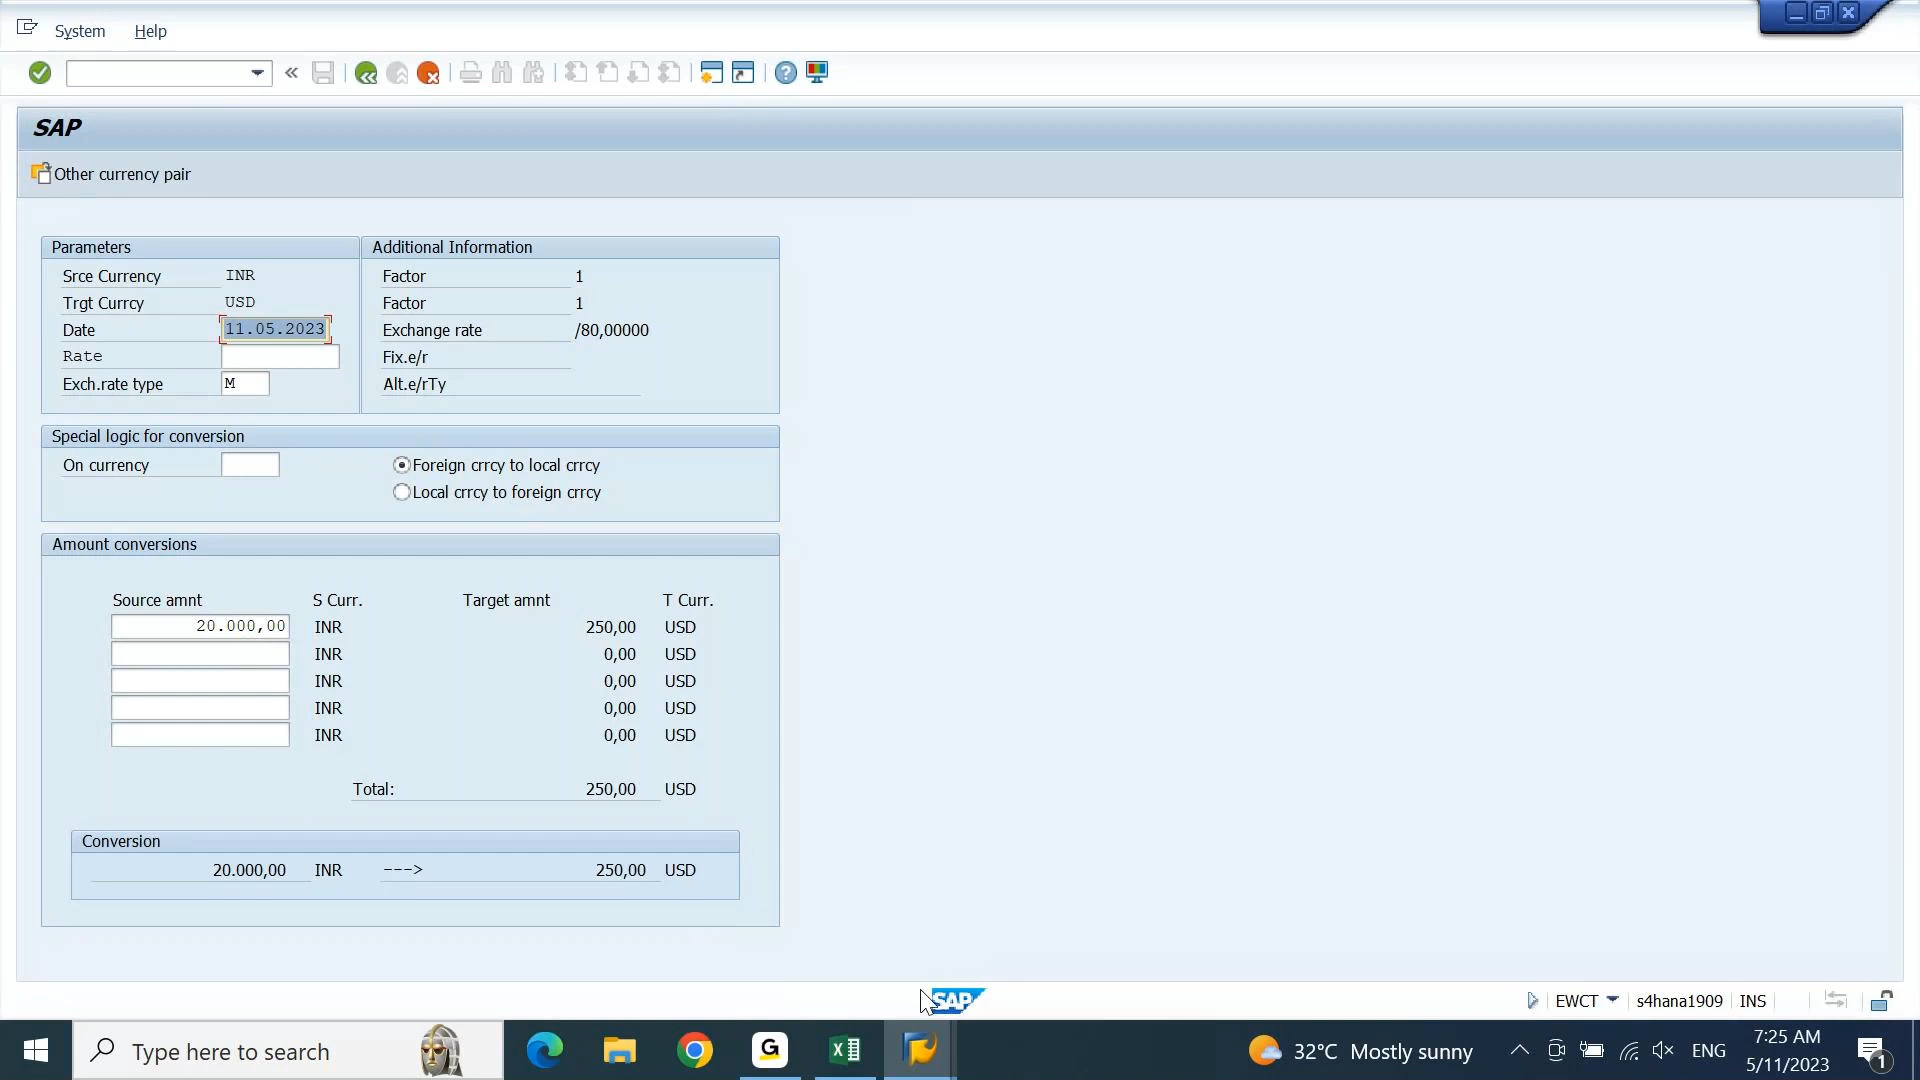 System Help
SAP
Other currency pair
Parameters
Additional Information
Srce Currency INR
Factor 1
Trgt Currcy USD
Factor 1
Date 11.05.2023
Exchange rate /80,00000
Rate
Fix.e/r
Exch.rate type M
Alt.e/rTy
Special logic for conversion
On currency
Foreign crrcy to local crrcy
Local crrcy to foreign crrcy
Amount conversions
Source amnt S Curr. Target amnt T Curr.
20.000,00 INR 250,00 USD
INR 0,00 USD
INR 0,00 USD
INR 0,00 USD
INR 0,00 USD
Total: 250,00 USD
Conversion
20.000,00 INR ---> 250,00 USD
SAP
EWCT s4hana1909 INS
Type here to search
G
32°C Mostly sunny
ENG
7:25 AM
5/11/2023
1